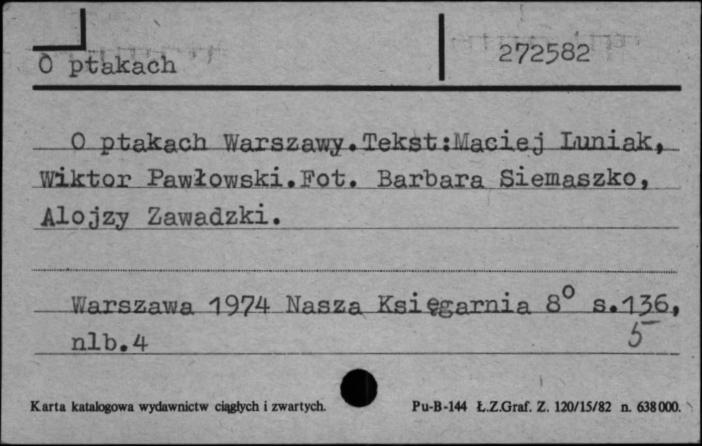 O ptakach 272582
O ptakach Warszawy.Tekst:Maciej Luniak,
Wiktor Pawłowski.Fot. Barbara Siemaszko,
Alojzy Zawadzki.
Warszawa 1974 Nasza Księgarnia 8° s.136,
nlb.4 5
Karta katalogowa wydawnictw ciągłych i zwartych. Pu-B-144 Ł.Z.Graf. Z. 120/15/82 n. 638000.